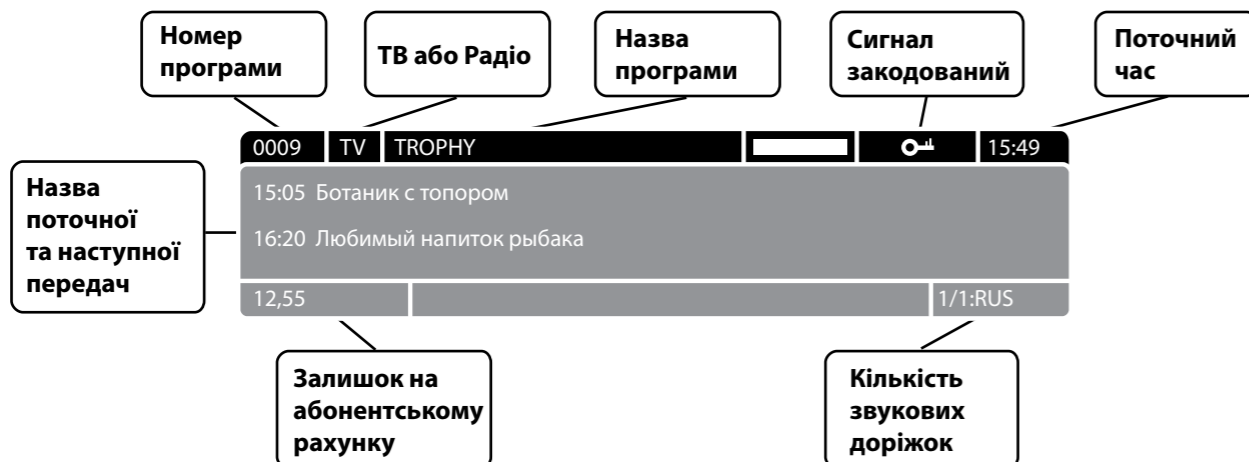 Номер
програми
ТВ або Радіо
Назва
програми
Сигнал
закодований
Поточний
час
0009 TV TROPHY 15:49
Назва
поточної
та наступної
передач
15:05 Ботаник с топором
16:20 Любимый напиток рыбака
12,55 1/1:RUS
Залишок на
абонентському
рахунку
Кількість
звукових
доріжок